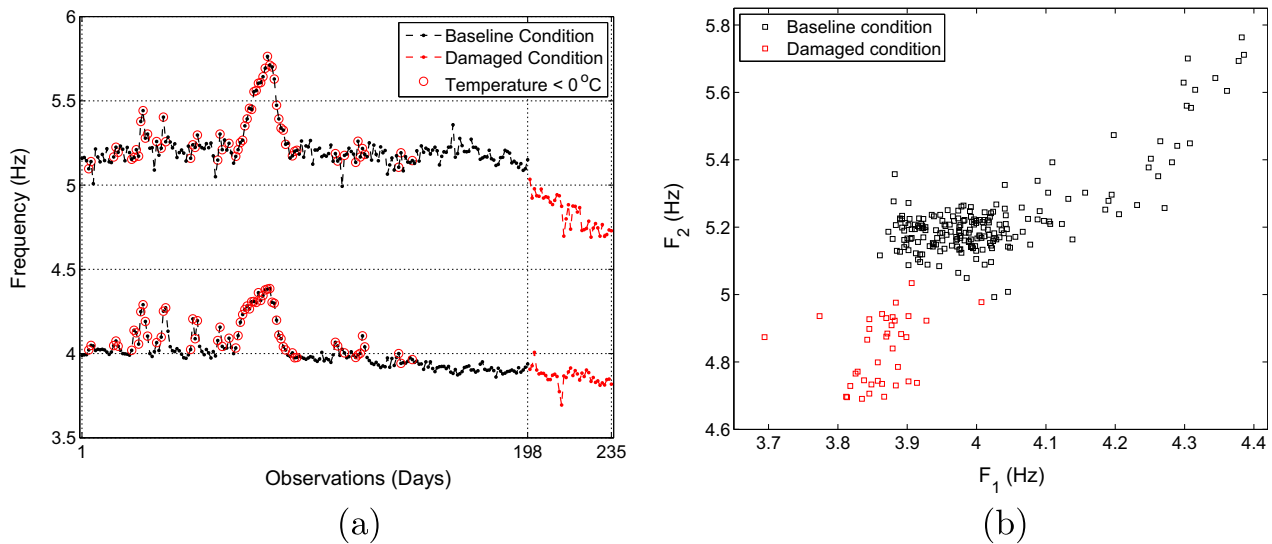 6
5.5
5
4.5
4
3.5
Frequency (Hz)
Baseline Condition
Damaged Condition
Temperature < 0 °C
1
198
235
Observations (Days)
(a)
5.8
5.6
5.4
5.2
5
4.8
4.6
F2 (Hz)
Baseline condition
Damaged condition
3.7
3.8
3.9
4
4.1
4.2
4.3
4.4
F1 (Hz)
(b)